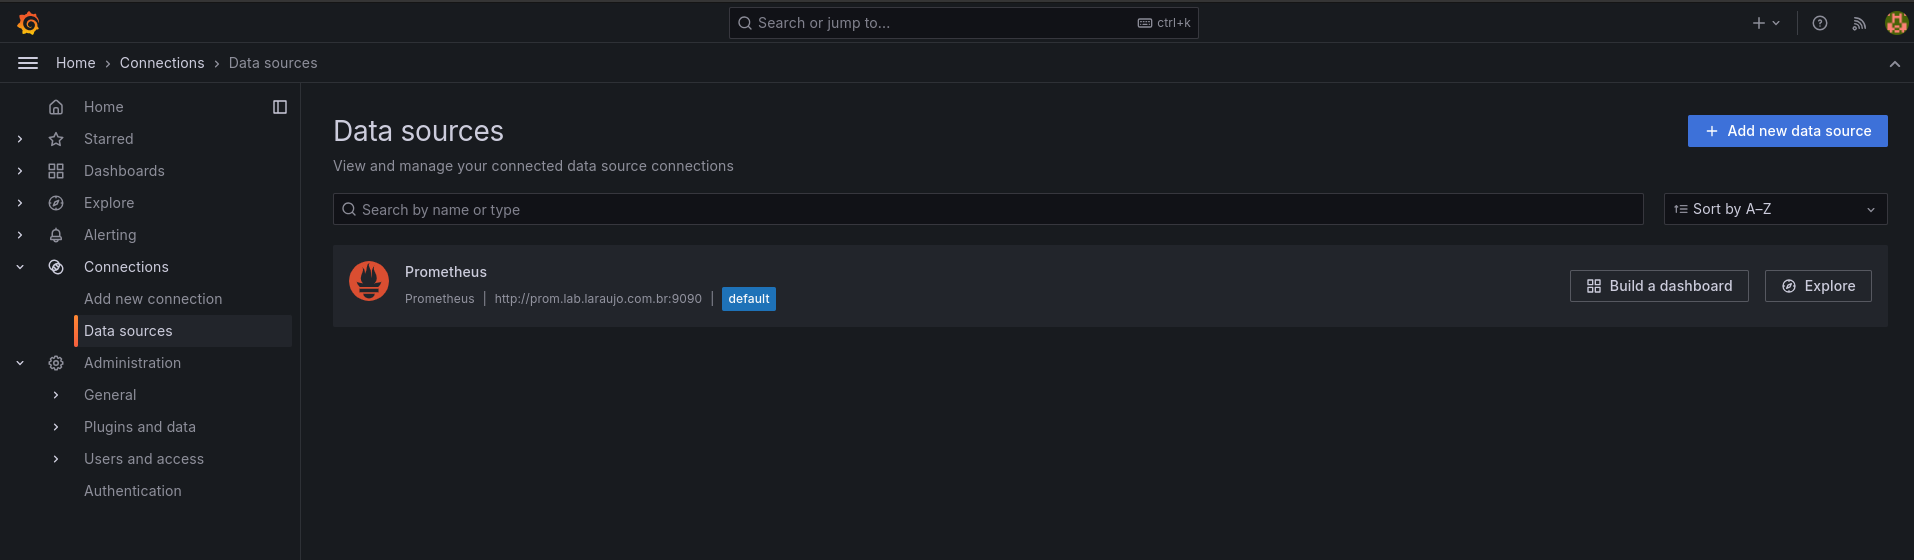 Search or jump to...
ctrl+k
Home › Connections › Data sources
Home
Starred
Dashboards
Explore
Alerting
Connections
Add new connection
Data sources
Administration
General
Plugins and data
Users and access
Authentication
Data sources
Add new data source
View and manage your connected data source connections
Search by name or type
Sort by A–Z
Prometheus
Prometheus | http://prom.lab.laraujo.com.br:9090 | default
Build a dashboard
Explore